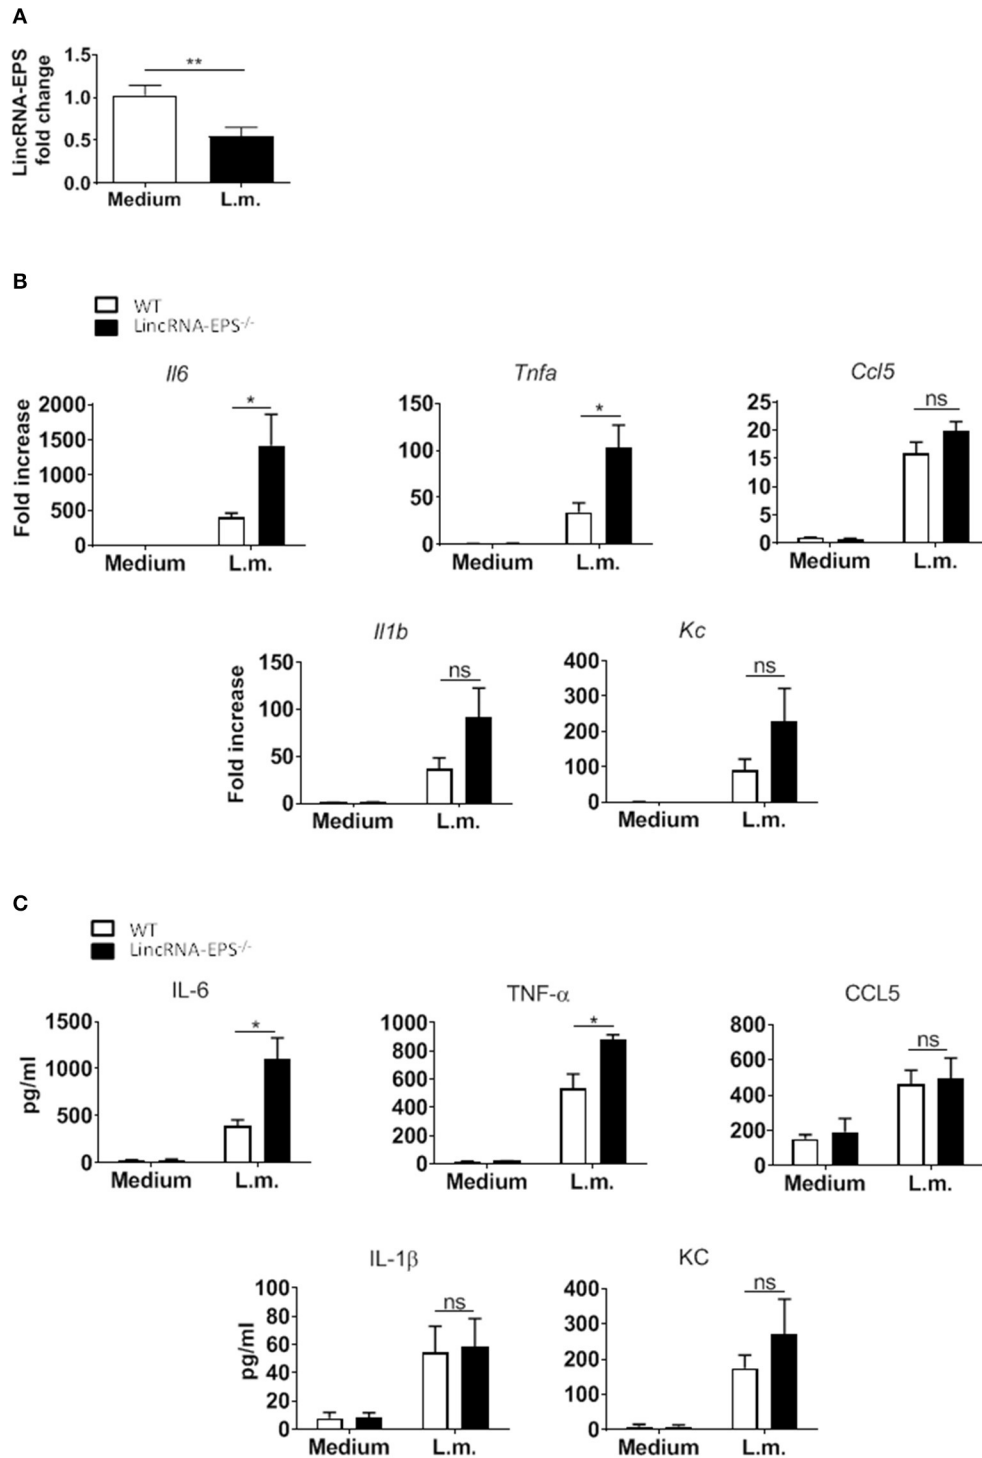 A
LincRNA-EPS
fold change
1.5
1.0
0.5
0.0
**
Medium L.m.
B
WT
LincRNA-EPS-/-
Il6
Fold increase
2000
1500
1000
500
0
*
Medium L.m.
Tnfa
150
100
50
0
*
Medium L.m.
Ccl5
25
20
15
10
5
0
ns
Medium L.m.
Il1b
Fold increase
150
100
50
0
ns
Medium L.m.
Kc
400
300
200
100
0
ns
Medium L.m.
C
WT
LincRNA-EPS-/-
IL-6
pg/ml
1500
1000
500
0
*
Medium L.m.
TNF-α
1000
800
600
400
200
0
*
Medium L.m.
CCL5
800
600
400
200
0
ns
Medium L.m.
IL-1β
pg/ml
100
80
60
40
20
0
ns
Medium L.m.
KC
400
300
200
100
0
ns
Medium L.m.